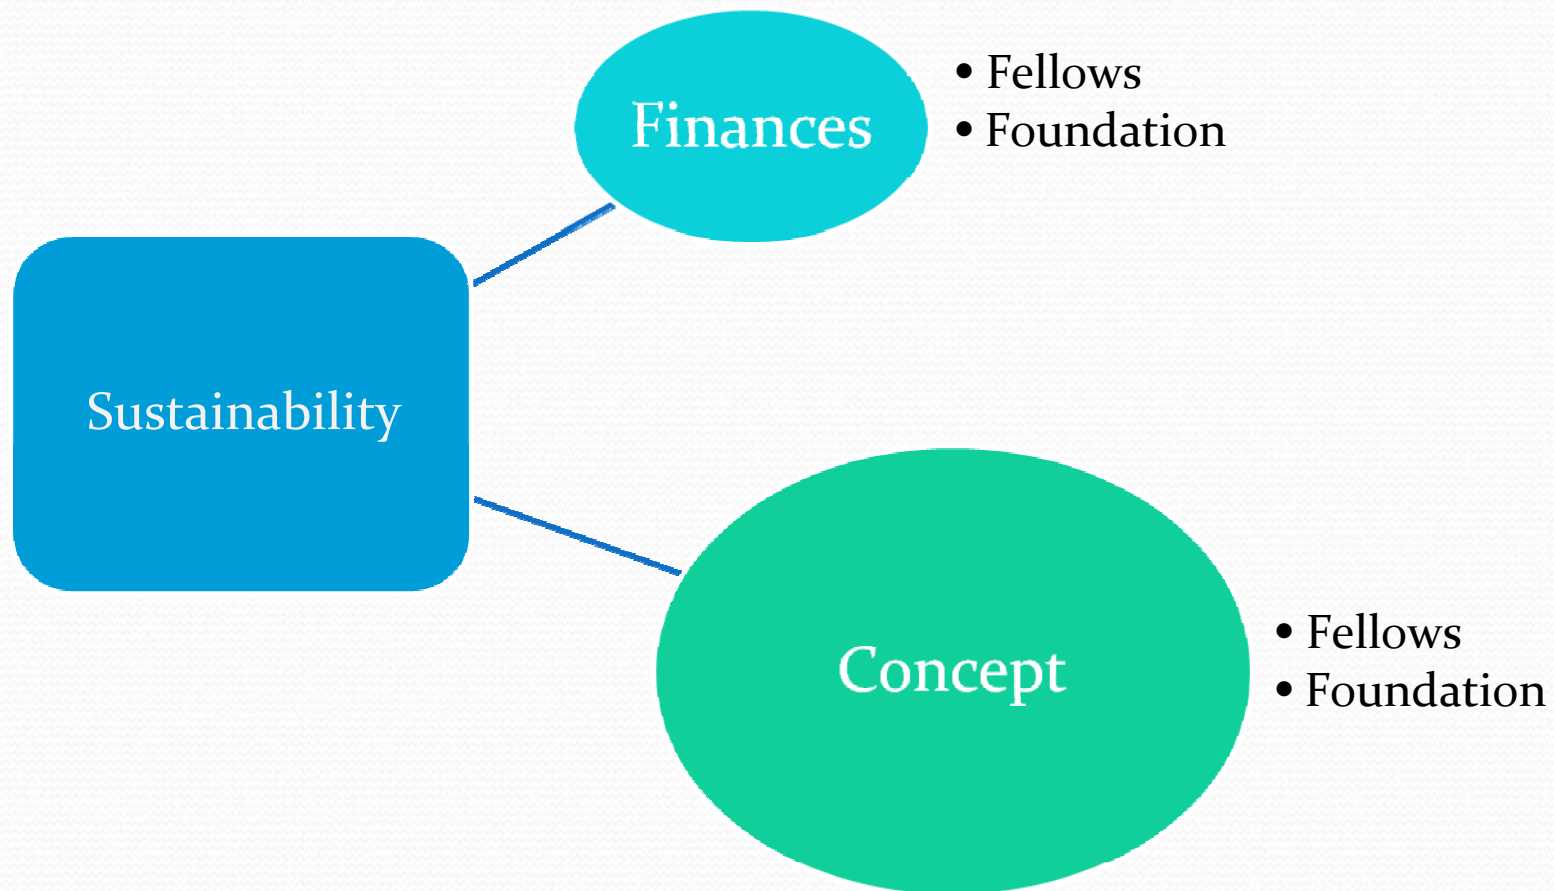 Finances
• Fellows
• Foundation
Sustainability
Concept
• Fellows
• Foundation